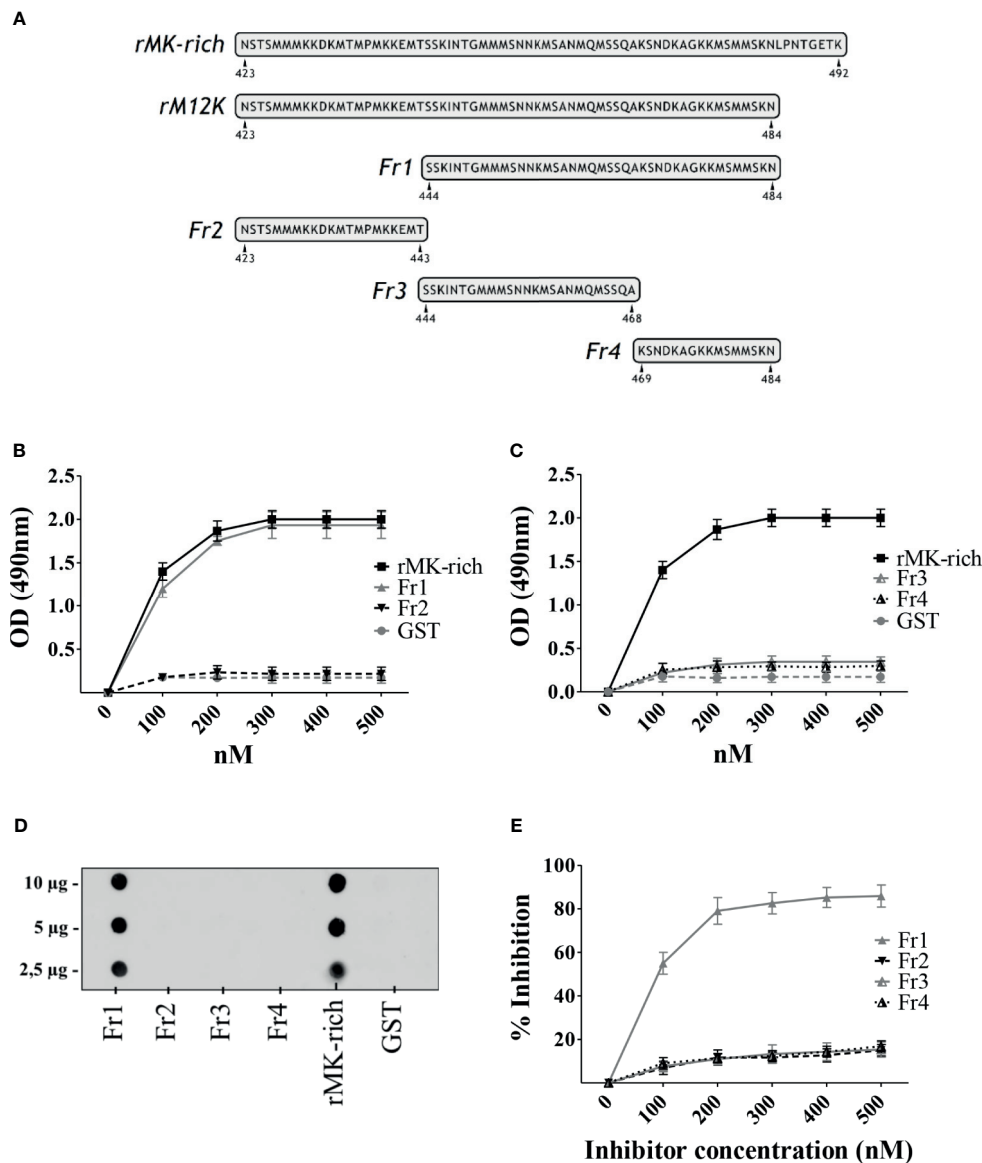 A
rMK-rich
NSTSMMMKKDKMTMPMKKEMTSSKINTGMMMSNNKMSANMQMSSQAKSNDKAGKKMSMMSKNLPNTGETK
423 492
rM12K
NSTSMMMKKDKMTMPMKKEMTSSKINTGMMMSNNKMSANMQMSSQAKSNDKAGKKMSMMSKN
423 484
Fr1
SSKINTGMMMSNNKMSANMQMSSQAKSNDKAGKKMSMMSKN
444 484
Fr2
NSTSMMMKKDKMTMPMKKEMT
423 443
Fr3
SSKINTGMMMSNNKMSANMQMSSQA
444 468
Fr4
KSNDKAGKKMSMMSKN
469 484
B
OD (490nm)
2.5
2.0
1.5
1.0
0.5
0 100 200 300 400 500
nM
rMK-rich
Fr1
Fr2
GST
C
OD (490nm)
2.5
2.0
1.5
1.0
0.5
0.0
0 100 200 300 400 500
nM
rMK-rich
Fr3
Fr4
GST
D
10 µg -
5 µg -
2,5 µg -
Fr1
Fr2
Fr3
Fr4
rMK-rich
GST
E
% Inhibition
100
80
60
40
20
0 100 200 300 400 500
Inhibitor concentration (nM)
Fr1
Fr2
Fr3
Fr4